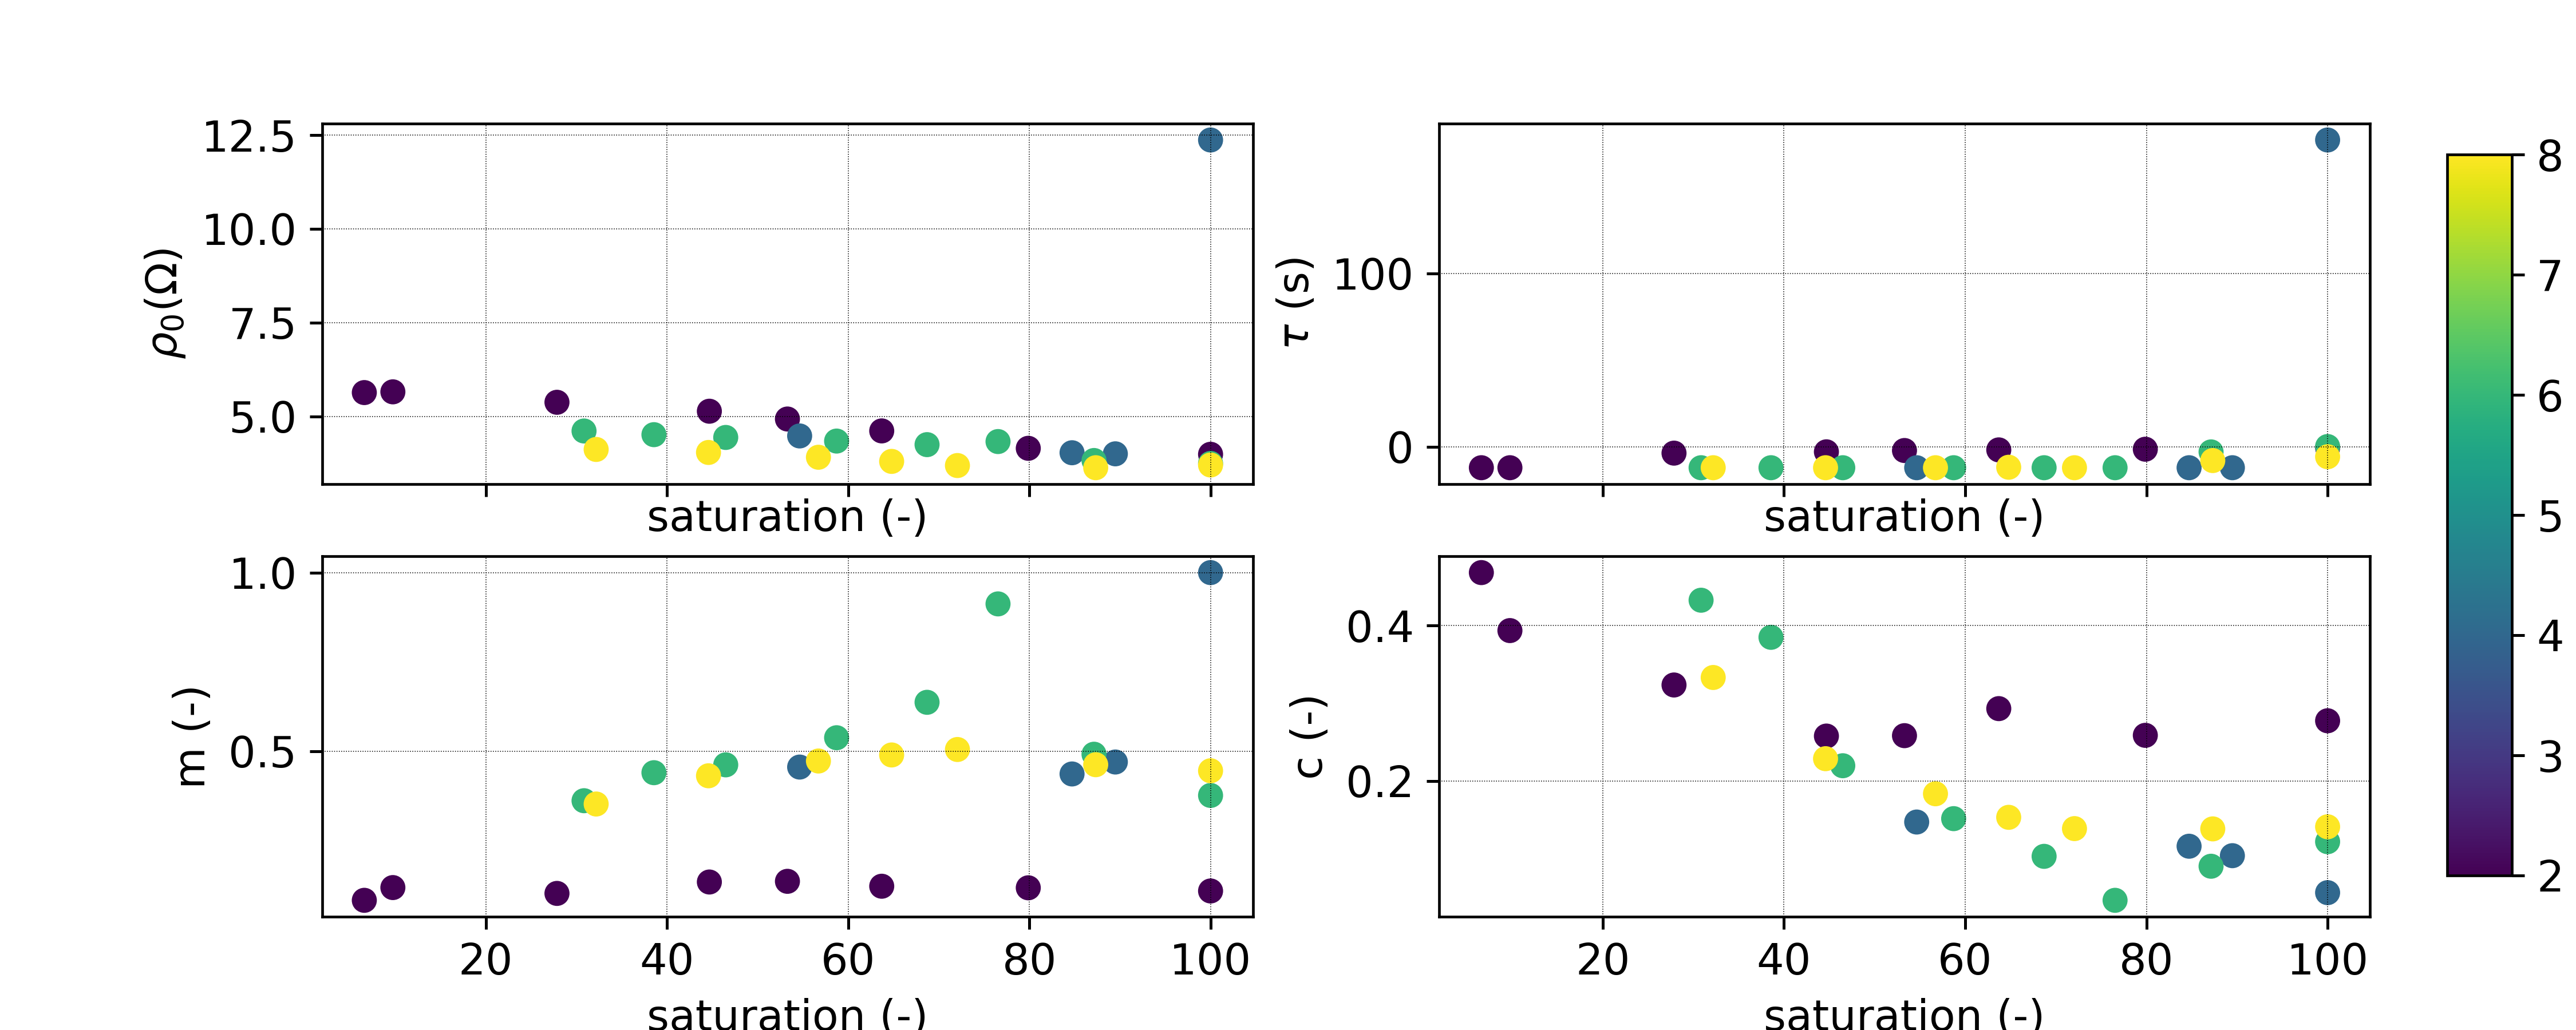 12.5
10.0
7.5
5.0
ρ0(Ω)
saturation (-)
100
0
τ (s)
saturation (-)
1.0
0.5
m (-)
20 40 60 80 100
saturation (-)
0.4
0.2
c (-)
20 40 60 80 100
saturation (-)
8
7
6
5
4
3
2